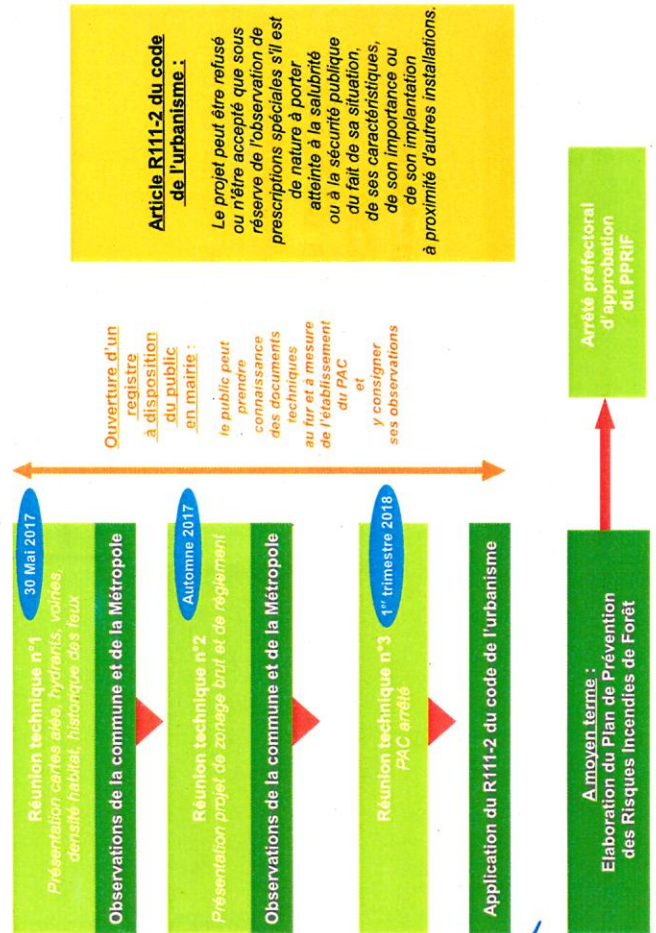 Réunion technique n°1
30 Mai 2017
Présentation cartes aléa, hydrants, voiries,
densité habitat, historique des feux
Observations de la commune et de la Métropole
Réunion technique n°2
Automne 2017
Présentation projet de zonage brut et de règlement
Observations de la commune et de la Métropole
Réunion technique n°3
1er trimestre 2018
PAC arrêté
Application du R111-2 du code de l'urbanisme
Ouverture d'un
registre
à disposition
du public
en mairie :
le public peut
prendre
connaissance
des documents
techniques
au fur et à mesure
de l'établissement
du PAC
et
y consigner
ses observations
Article R111-2 du code
de l'urbanisme :
Le projet peut être refusé
ou n'être accepté que sous
réserve de l'observation de
prescriptions spéciales s'il est
de nature à porter
atteinte à la salubrité
ou à la sécurité publique
du fait de sa situation,
de ses caractéristiques,
de son importance ou
de son implantation
à proximité d'autres installations.
A moyen terme :
Elaboration du Plan de Prévention
des Risques Incendies de Forêt
Arrêté préfectoral
d'approbation
du PPRIF